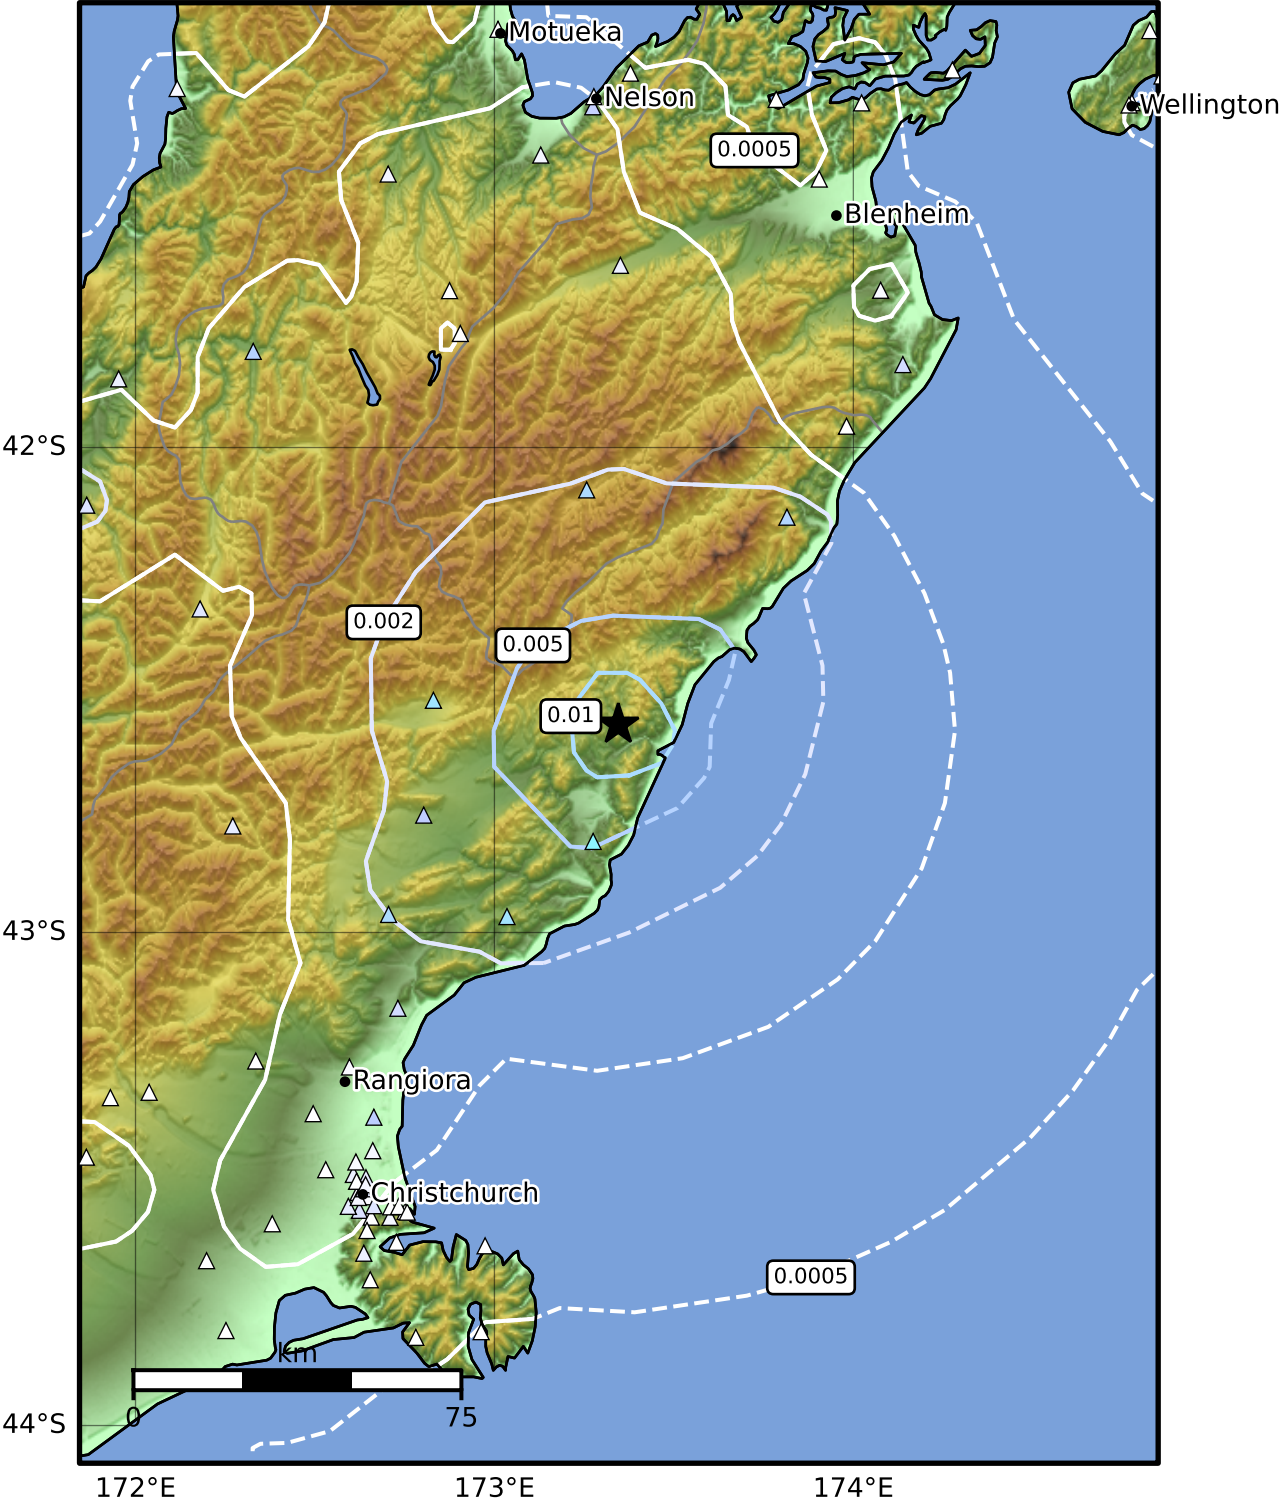 Motueka
Nelson
Wellington
0.0005
Blenheim
42°S
0.002
0.005
0.01
43°S
Rangiora
Christchurch
0.0005
km
0
75
44°S
172°E
173°E
174°E